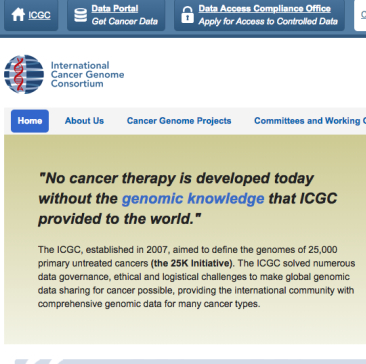 ICGC
Data Portal
Get Cancer Data
Data Access Compliance Office
Apply for Access to Controlled Data
International
Cancer Genome
Consortium
Home About Us Cancer Genome Projects Committees and Working
"No cancer therapy is developed today
without the genomic knowledge that ICGC
provided to the world."
The ICGC, established in 2007, aimed to define the genomes of 25,000
primary untreated cancers (the 25K Initiative). The ICGC solved numerous
data governance, ethical and logistical challenges to make global genomic
data sharing for cancer possible, providing the international community with
comprehensive genomic data for many cancer types.